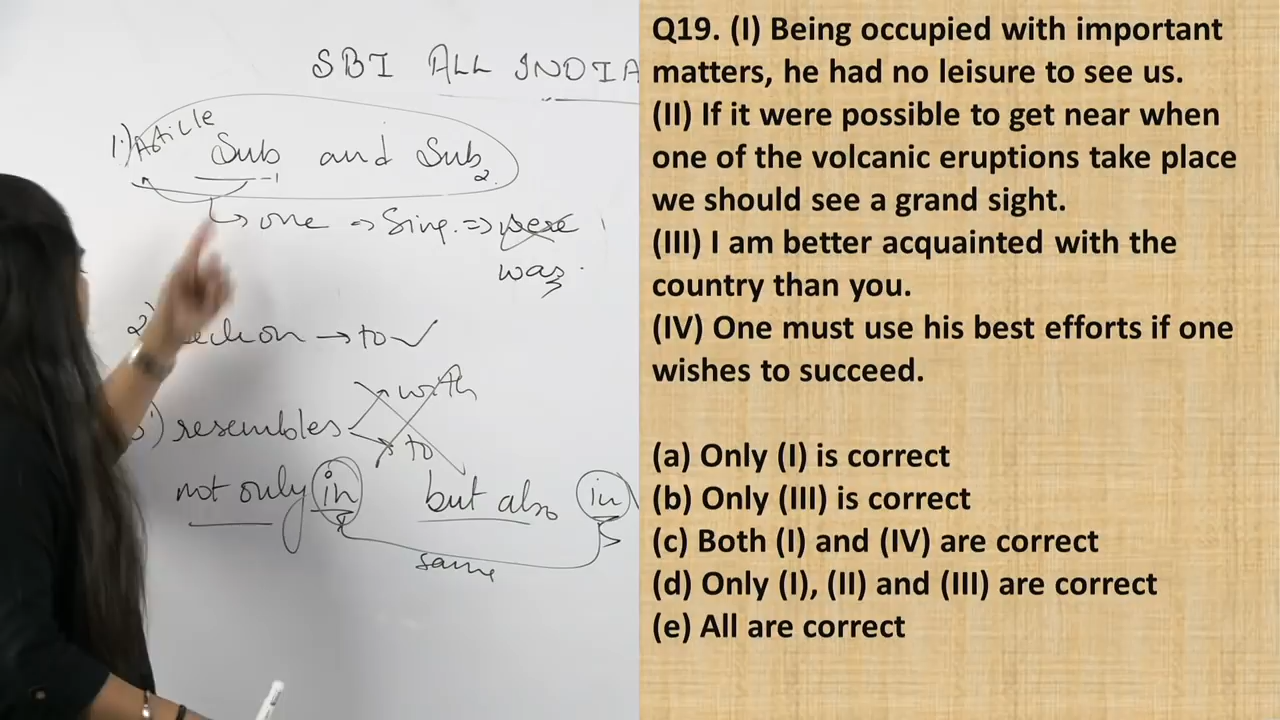 SBI ALL INDIA
1.) Article Sub 1 and Sub 2
→ one ⇒ Sing. ⇒ were
was.
2) → to ✓
resembles with
to
not only in but also in
same
Q19. (I) Being occupied with important
matters, he had no leisure to see us.
(II) If it were possible to get near when
one of the volcanic eruptions take place
we should see a grand sight.
(III) I am better acquainted with the
country than you.
(IV) One must use his best efforts if one
wishes to succeed.
(a) Only (I) is correct
(b) Only (III) is correct
(c) Both (I) and (IV) are correct
(d) Only (I), (II) and (III) are correct
(e) All are correct